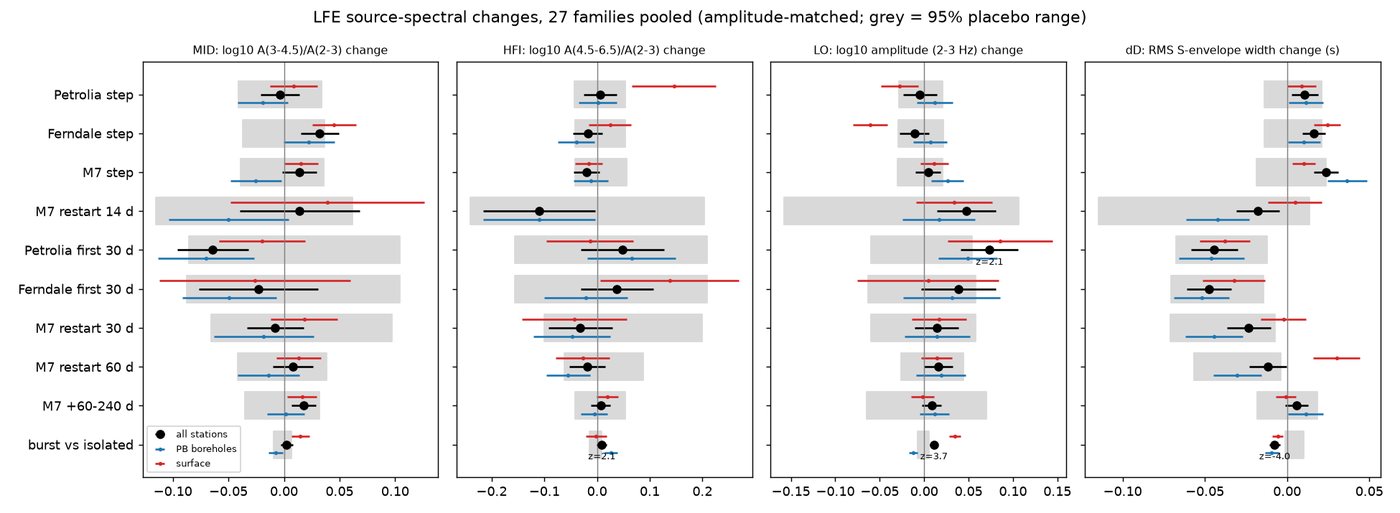 LFE source-spectral changes, 27 families pooled (amplitude-matched; grey = 95% placebo range)
MID: log10 A(3-4.5)/A(2-3) change
HFI: log10 A(4.5-6.5)/A(2-3) change
LO: log10 amplitude (2-3 Hz) change
dD: RMS S-envelope width change (s)
Petrolia step
Ferndale step
M7 step
M7 restart 14 d
Petrolia first 30 d
z=2.1
Ferndale first 30 d
M7 restart 30 d
M7 restart 60 d
M7 +60-240 d
burst vs isolated
all stations
PB boreholes
surface
z=2.1
z=3.7
z=-4.0
−0.10 −0.05 0.00 0.05 0.10
−0.2 −0.1 0.0 0.1 0.2
−0.15 −0.10 −0.05 0.00 0.05 0.10 0.15
−0.10 −0.05 0.00 0.05